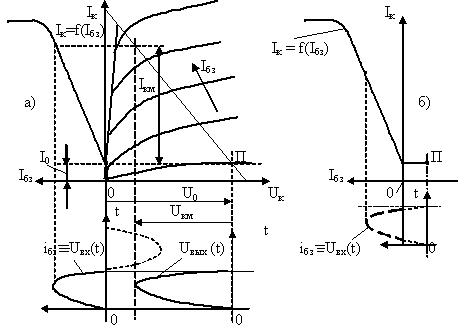 Iк
Iк=f(Iбз)
Iкм
Iбз
а)
I0
П
Iбз
0
U0
Uк
t
Uкм
t
iбз≡Uвх(t)
Uвых (t)
0
0
Iк
Iк = f(Iбз)
б)
П
Iбз
0
t
iбз≡Uвх(t)
0